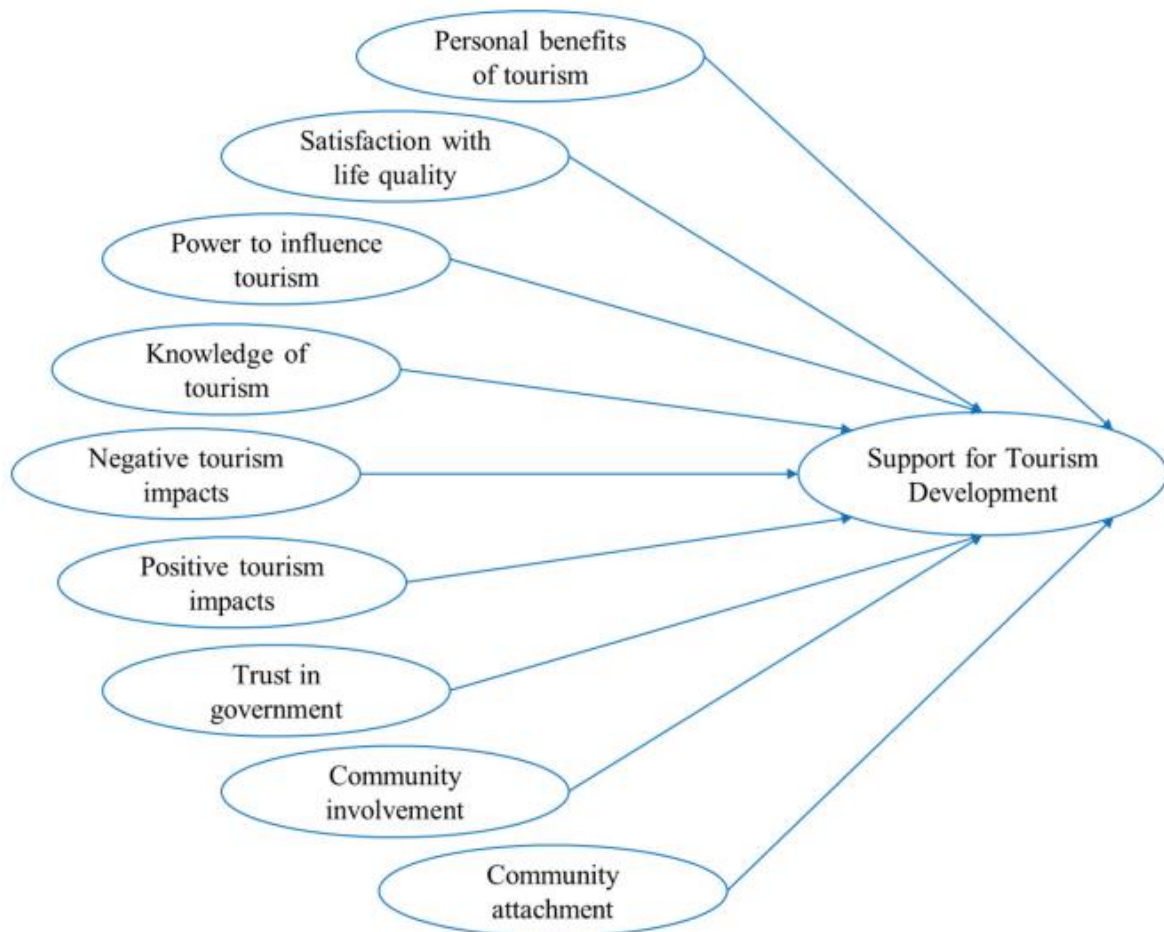 Personal benefits
of tourism
Satisfaction with
life quality
Power to influence
tourism
Knowledge of
tourism
Negative tourism
impacts
Support for Tourism
Development
Positive tourism
impacts
Trust in
government
Community
involvement
Community
attachment